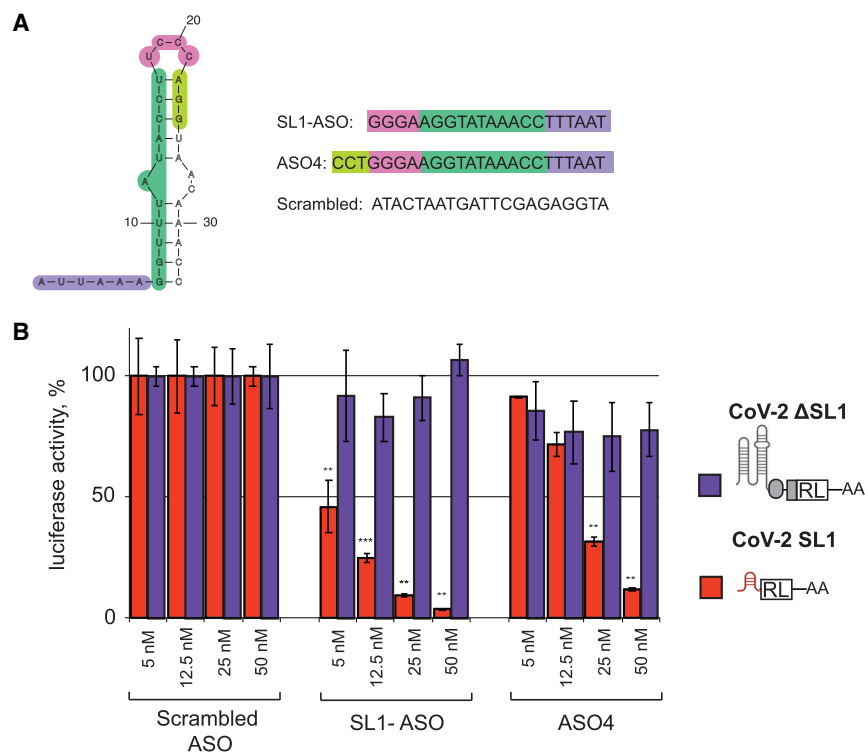 A
20
C–C
U C
U–A
C–G
C–G
A–U
U–A
A A
C
U–A
10 U–A 30
U–A
G–C
A–U–U–A–A–A–G–C
SL1-ASO: GGGAAGGTATAAACCTTTAAT
ASO4: CCTGGGAAGGTATAAACCTTTAAT
Scrambled: ATACTAATGATTCGAGAGGTA
B
luciferase activity, %
100
50
0
**
***
**
**
**
**
5 nM
12.5 nM
25 nM
50 nM
5 nM
12.5 nM
25 nM
50 nM
5 nM
12.5 nM
25 nM
50 nM
Scrambled
ASO
SL1- ASO
ASO4
CoV-2 ΔSL1
RL AA
CoV-2 SL1
RL AA